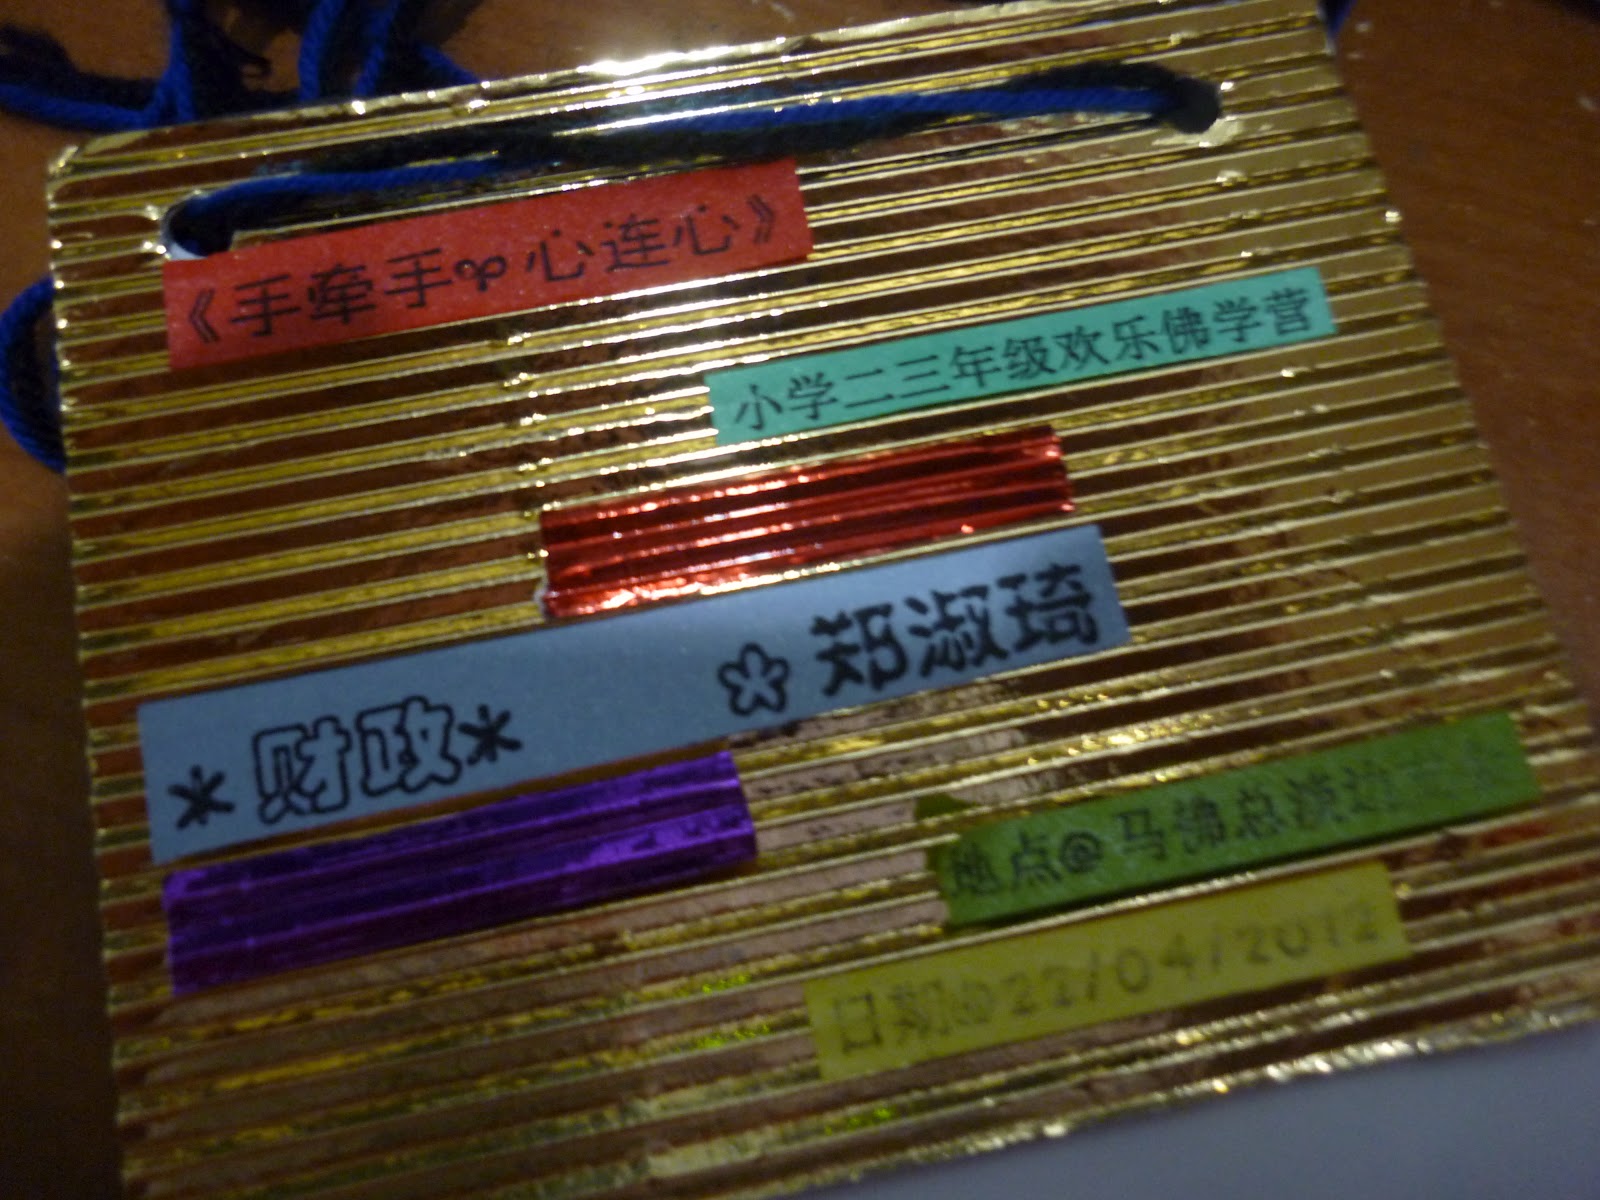 《手牵手 心连心》
小学二三年级欢乐佛学营
*财政* 郑淑琦
地点@马佛总
日期@22/04/2012